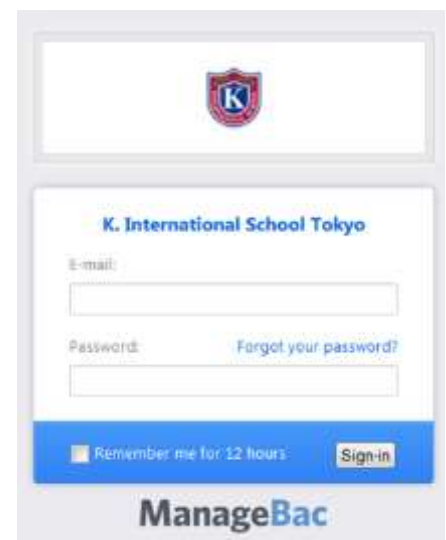 K
K. International School Tokyo
E-mail:
Password: Forgot your password?
Remember me for 12 hours Sign-in
ManageBac